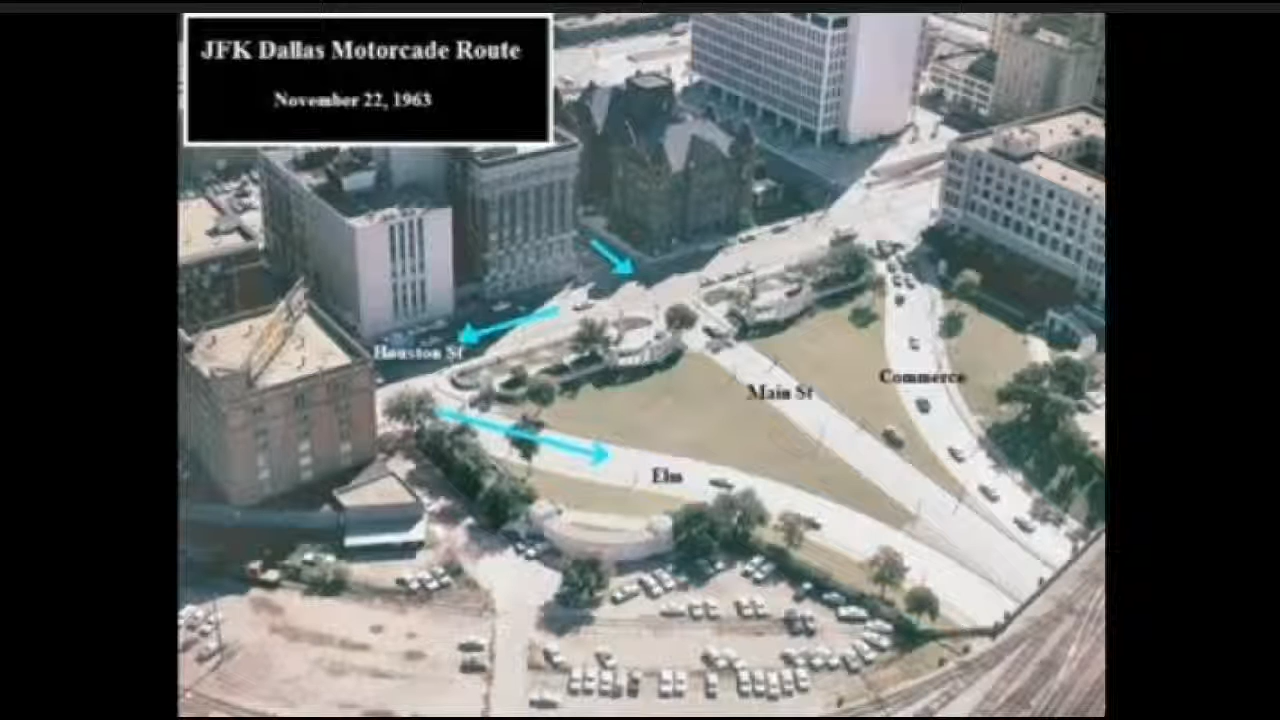 JFK Dallas Motorcade Route
November 22, 1963
Houston St
Main St
Commerce
Elm